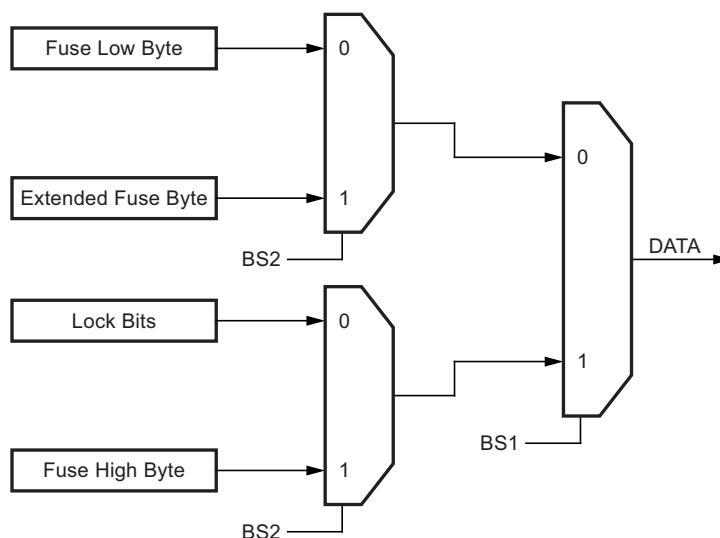 Fuse Low Byte
0
Extended Fuse Byte
1
BS2
0
DATA
Lock Bits
0
1
BS1
Fuse High Byte
1
BS2